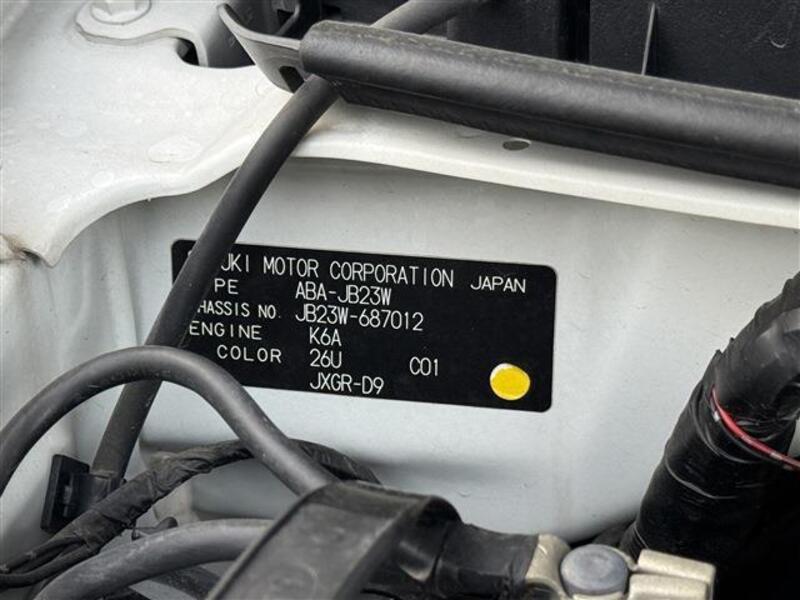 UKI MOTOR CORPORATION JAPAN
PE ABA-JB23W
HASSIS NO. JB23W-687012
ENGINE K6A
COLOR 26U C01
JXGR-D9